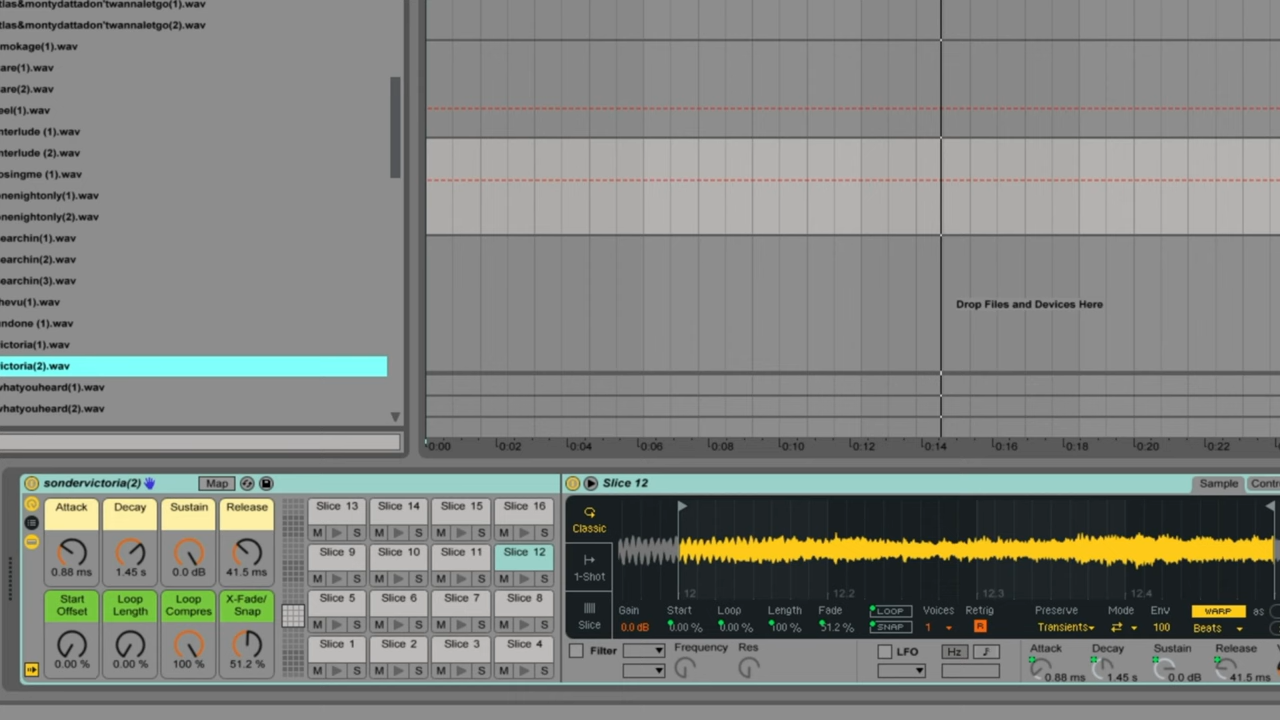 tlas&montydattadon'twannaletgo(1).wav
tlas&montydattadon'twannaletgo(2).wav
mokage(1).wav
are(1).wav
are(2).wav
eel(1).wav
nterlude (1).wav
nterlude (2).wav
osingme (1).wav
nenightonly(1).wav
nenightonly(2).wav
earchin(1).wav
earchin(2).wav
earchin(3).wav
hevu(1).wav
undone (1).wav
ictoria(1).wav
ictoria(2).wav
whatyouheard(1).wav
whatyouheard(2).wav
Drop Files and Devices Here
0:00 0:02 0:04 0:06 0:08 0:10 0:12 0:14 0:16 0:18 0:20 0:22
sondervictoria(2) Map
Attack Decay Sustain Release
0.88 ms 1.45 s 0.0 dB 41.5 ms
Start Offset Loop Length Loop Compres X-Fade/ Snap
0.00 % 0.00 % 100 % 51.2 %
Slice 13 Slice 14 Slice 15 Slice 16
M S M S M S M S
Slice 9 Slice 10 Slice 11 Slice 12
M S M S M S M S
Slice 5 Slice 6 Slice 7 Slice 8
M S M S M S M S
Slice 1 Slice 2 Slice 3 Slice 4
M S M S M S M S
Slice 12 Sample Contr
Classic
1-Shot
Slice
12 12.2 12.3 12.4
Gain Start Loop Length Fade LOOP Voices Retrig Preserve Mode Env WARP as
0.0 dB 0.00 % 0.00 % 100 % 51.2 % SNAP 1 R Transients 100 Beats
Filter Frequency Res LFO Hz Attack Decay Sustain Release
0.88 ms 1.45 s 0.0 dB 41.5 ms